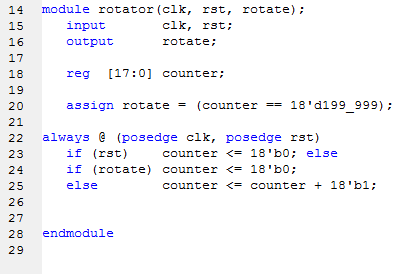 14 module rotator(clk, rst, rotate);
15    input       clk, rst;
16    output      rotate;
17
18    reg  [17:0] counter;
19
20    assign rotate = (counter == 18'd199_999);
21
22 always @ (posedge clk, posedge rst)
23    if (rst)    counter <= 18'b0; else
24    if (rotate) counter <= 18'b0;
25    else        counter <= counter + 18'b1;
26
27
28 endmodule
29